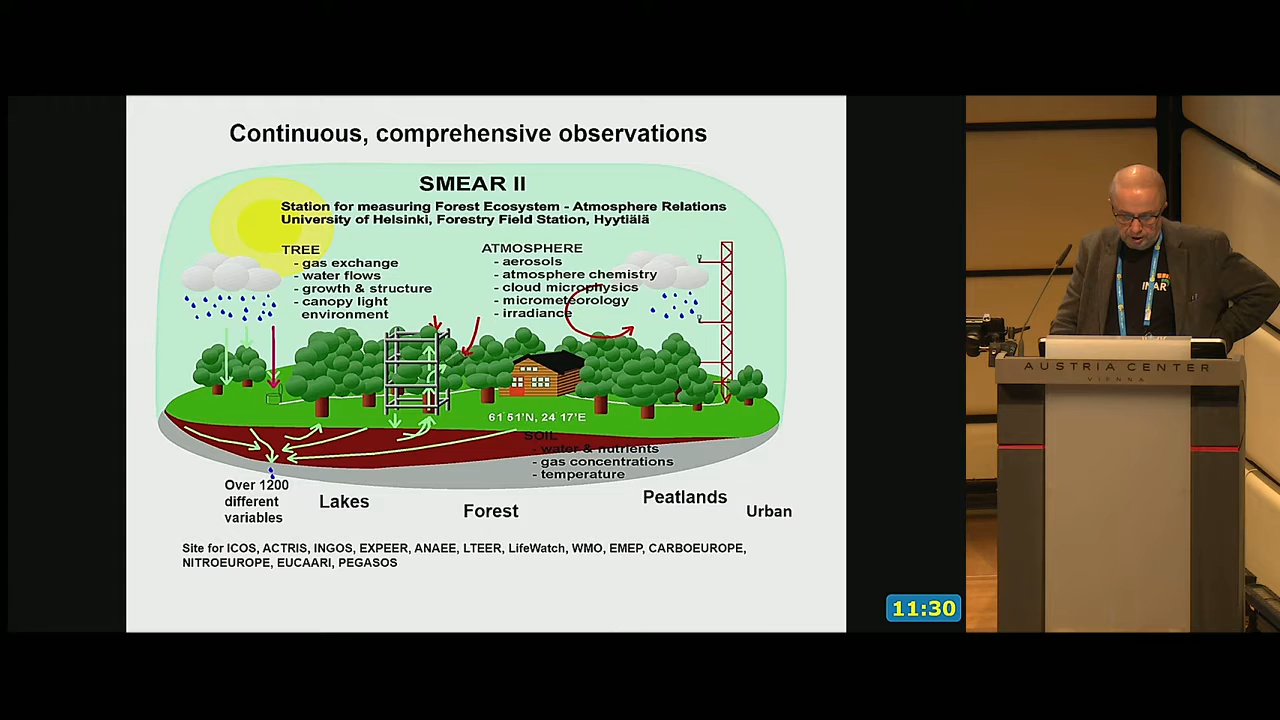 Continuous, comprehensive observations
SMEAR II
Station for measuring Forest Ecosystem - Atmosphere Relations
University of Helsinki, Forestry Field Station, Hyytiälä
TREE
- gas exchange
- water flows
- growth & structure
- canopy light
environment
ATMOSPHERE
- aerosols
- atmosphere chemistry
- cloud microphysics
- micrometeorology
- irradiance
61 51'N, 24 17'E
SOIL
- water & nutrients
- gas concentrations
- temperature
Over 1200
different
variables
Lakes
Forest
Peatlands
Urban
Site for ICOS, ACTRIS, INGOS, EXPEER, ANAEE, LTEER, LifeWatch, WMO, EMEP, CARBOEUROPE,
NITROEUROPE, EUCAARI, PEGASOS
11:30
INAR
AUSTRIA CENTER
VIENNA